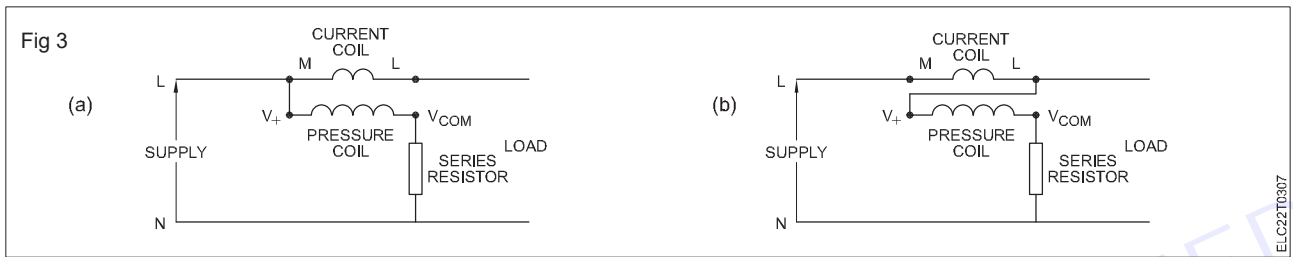 Fig 3
(a)
CURRENT
COIL
M
L
L
V+
VCOM
PRESSURE
COIL
SUPPLY
LOAD
SERIES
RESISTOR
N
(b)
CURRENT
COIL
M
L
L
V+
VCOM
PRESSURE
COIL
SUPPLY
LOAD
SERIES
RESISTOR
N
ELC22T0307